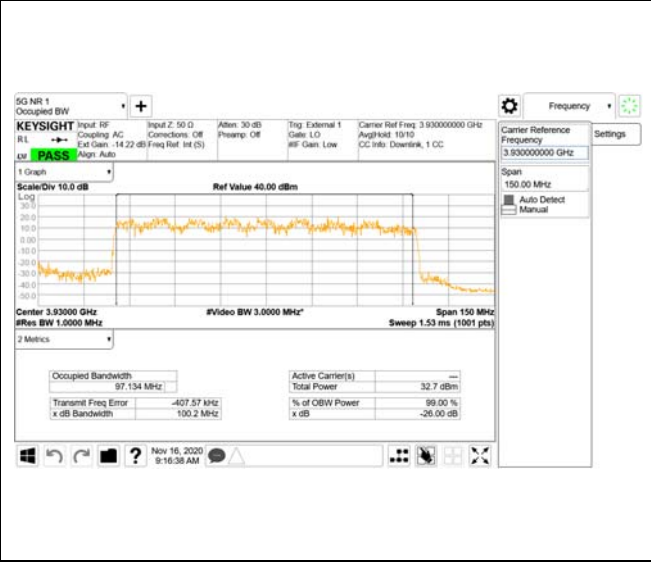 5G NR 1
Occupied BW
Frequency
KEYSIGHT
RL
PASS
Input: RF
Coupling: AC
Ext Gain: -14.22 dB
Align: Auto
Input Z: 50 Ω
Corrections: Off
Freq Ref: Int (S)
Atten: 30 dB
Preamp: Off
Trig: External 1
Gate: LO
#IF Gain: Low
Carrier Ref Freq: 3.930000000 GHz
Avg|Hold: 10/10
CC Info: Downlink, 1 CC
Carrier Reference
Frequency
3.930000000 GHz
Settings
Span
150.00 MHz
Auto Detect
Manual
1 Graph
Scale/Div 10.0 dB
Ref Value 40.00 dBm
Log
30.0
20.0
10.0
0.00
-10.0
-20.0
-30.0
-40.0
-50.0
Center 3.93000 GHz
#Res BW 1.0000 MHz
#Video BW 3.0000 MHz*
Span 150 MHz
Sweep 1.53 ms (1001 pts)
2 Metrics
Occupied Bandwidth
97.134 MHz
Transmit Freq Error -407.57 kHz
x dB Bandwidth 100.2 MHz
Active Carrier(s) —
Total Power 32.7 dBm
% of OBW Power 99.00 %
x dB -26.00 dB
Nov 16, 2020
9:16:38 AM